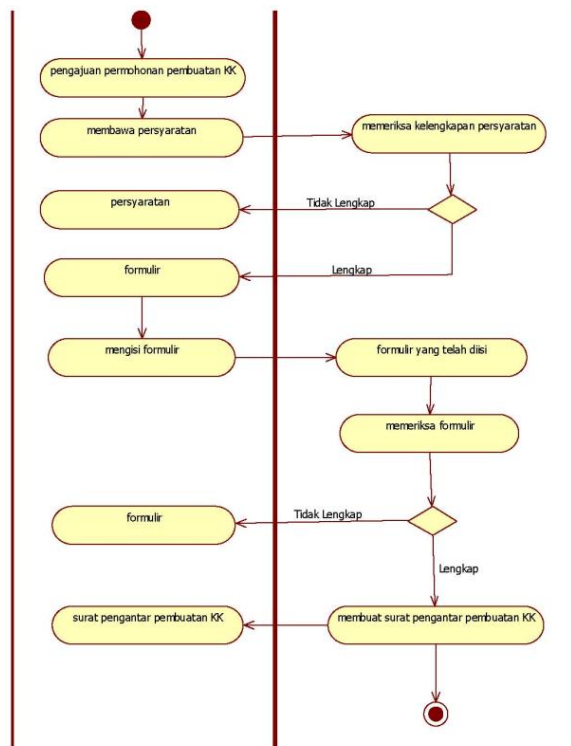 pengajuan permohonan pembuatan KK
membawa persyaratan
memeriksa kelengkapan persyaratan
persyaratan
Tidak Lengkap
formulir
Lengkap
mengisi formulir
formulir yang telah diisi
memeriksa formulir
formulir
Tidak Lengkap
Lengkap
surat pengantar pembuatan KK
membuat surat pengantar pembuatan KK